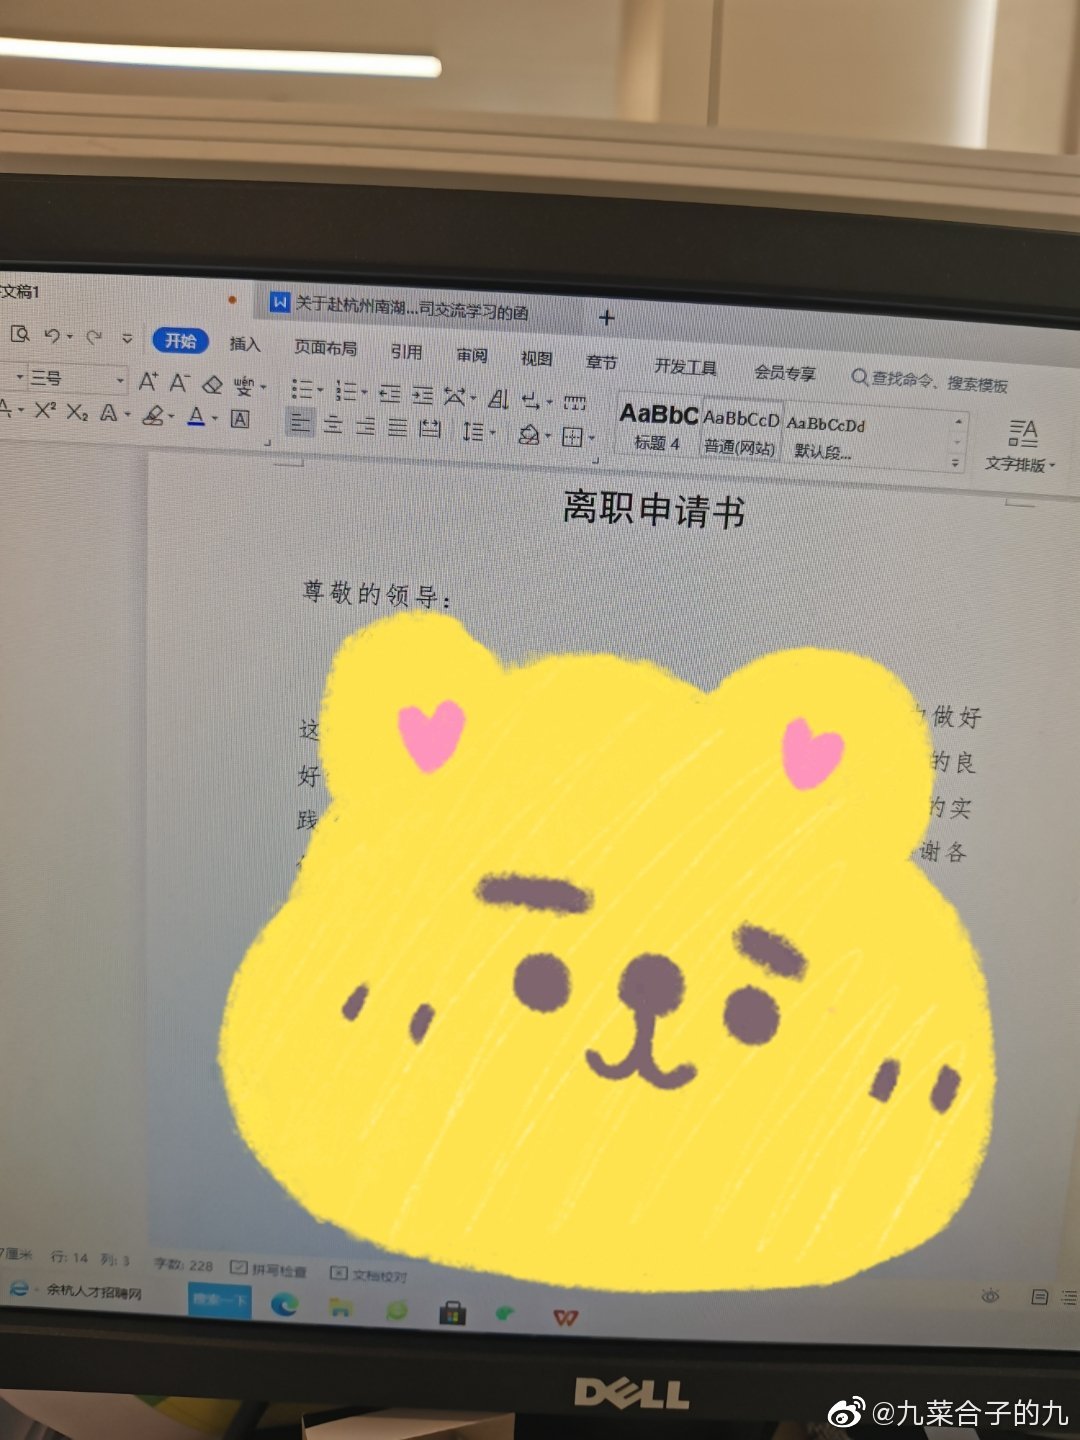 文稿1
关于赴杭州南湖...司交流学习的函
开始 插入 页面布局 引用 审阅 视图 章节 开发工具 会员专享 查找命令、搜索模板
三号 A⁺ A⁻ wén 变
X² X₂ A A A
AaBbC AaBbCcD AaBbCcDd
标题 4 普通(网站) 默认段...
文字排版
离职申请书
尊敬的领导：
这 做好
好 的良
践 的实
谢各
厘米 行: 14 列: 3 字数: 228 拼写检查 文档校对
余杭人才招聘网 搜索一下
DELL
@九菜合子的九